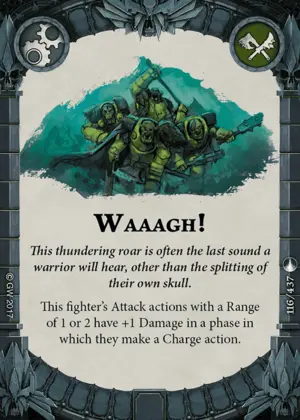 WAAAGH!
This thundering roar is often the last sound a
warrior will hear, other than the splitting of
their own skull.
This fighter's Attack actions with a Range
of 1 or 2 have +1 Damage in a phase in
which they make a Charge action.
© GW 2017
116/437